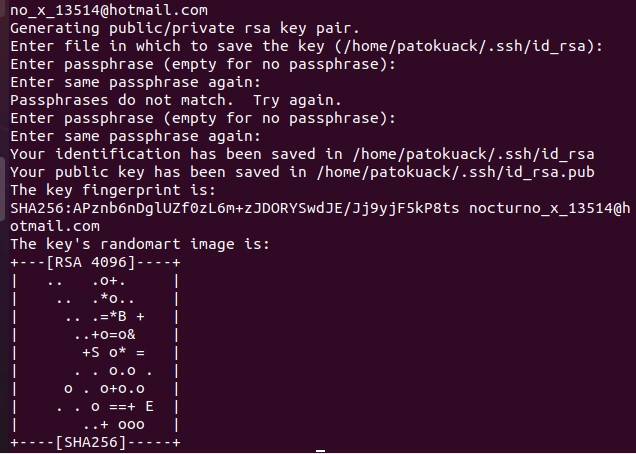 no_x_13514@hotmail.com
Generating public/private rsa key pair.
Enter file in which to save the key (/home/patokuack/.ssh/id_rsa):
Enter passphrase (empty for no passphrase):
Enter same passphrase again:
Passphrases do not match.  Try again.
Enter passphrase (empty for no passphrase):
Enter same passphrase again:
Your identification has been saved in /home/patokuack/.ssh/id_rsa
Your public key has been saved in /home/patokuack/.ssh/id_rsa.pub
The key fingerprint is:
SHA256:APznb6nDglUZf0zL6m+zJDORYSwdJE/Jj9yjF5kP8ts nocturno_x_13514@h
otmail.com
The key's randomart image is:
+---[RSA 4096]----+
|   ..   .o+.     |
|    ..  .*o..    |
|     .. .=*B +   |
|      ..+o=o&    |
|       +S o* =   |
|      . . o.o .  |
|     o . o+o.o   |
|    . . o ==+ E  |
|       ..+ ooo   |
+----[SHA256]-----+